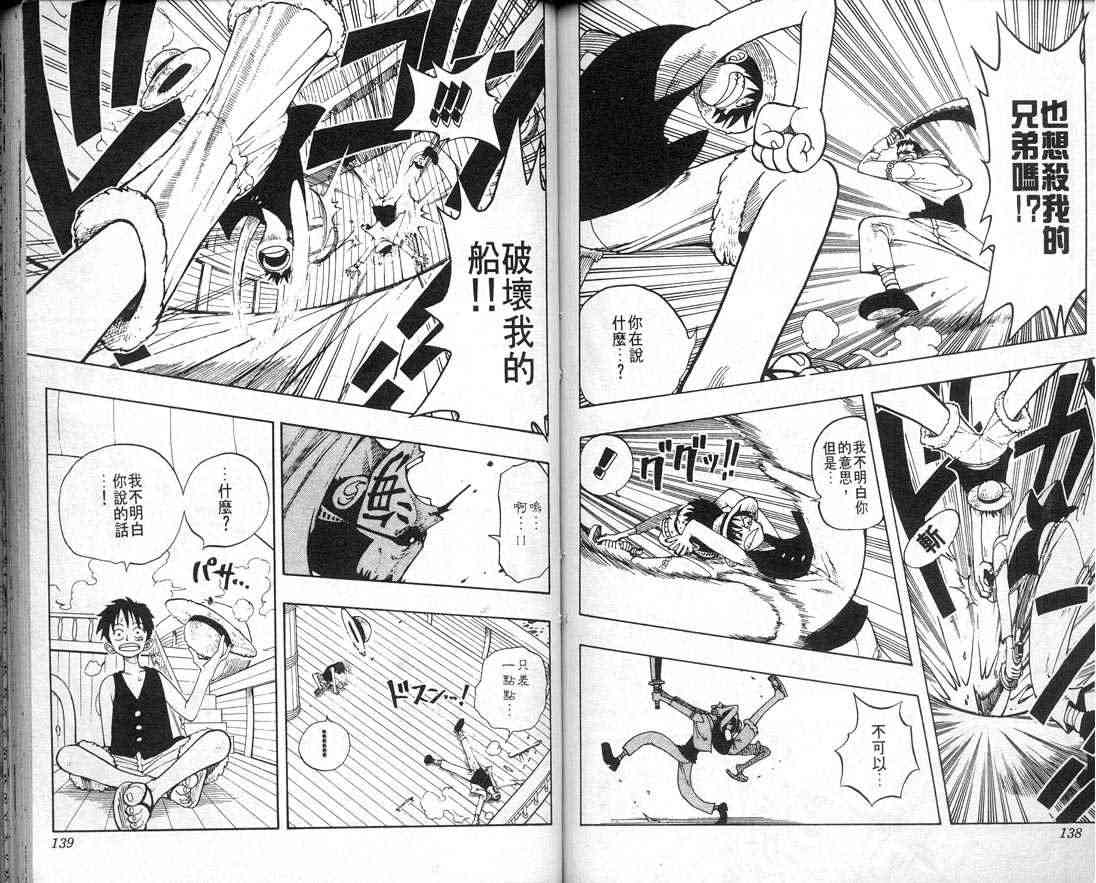 也想殺我的
兄弟嗎!?
你在說
什麼…?
斬
我不明白你
的意思,
但是…
!
ググッ!!
不可以…
138
!!!
破壞我的
船!!
嗚…
啊…!!
…什麼?
我不明白
你說的話
…!
パサ…
只差
一點點…
ドスン…!
………
139